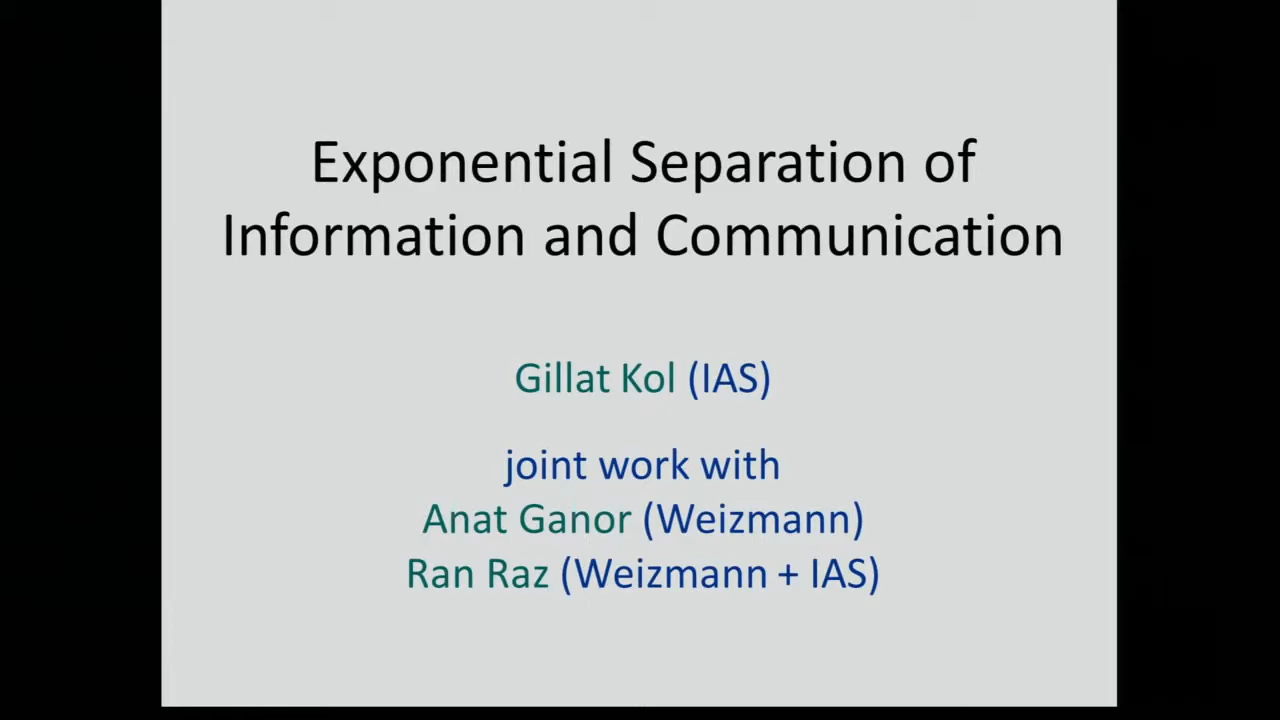 Exponential Separation of
Information and Communication
Gillat Kol (IAS)
joint work with
Anat Ganor (Weizmann)
Ran Raz (Weizmann + IAS)